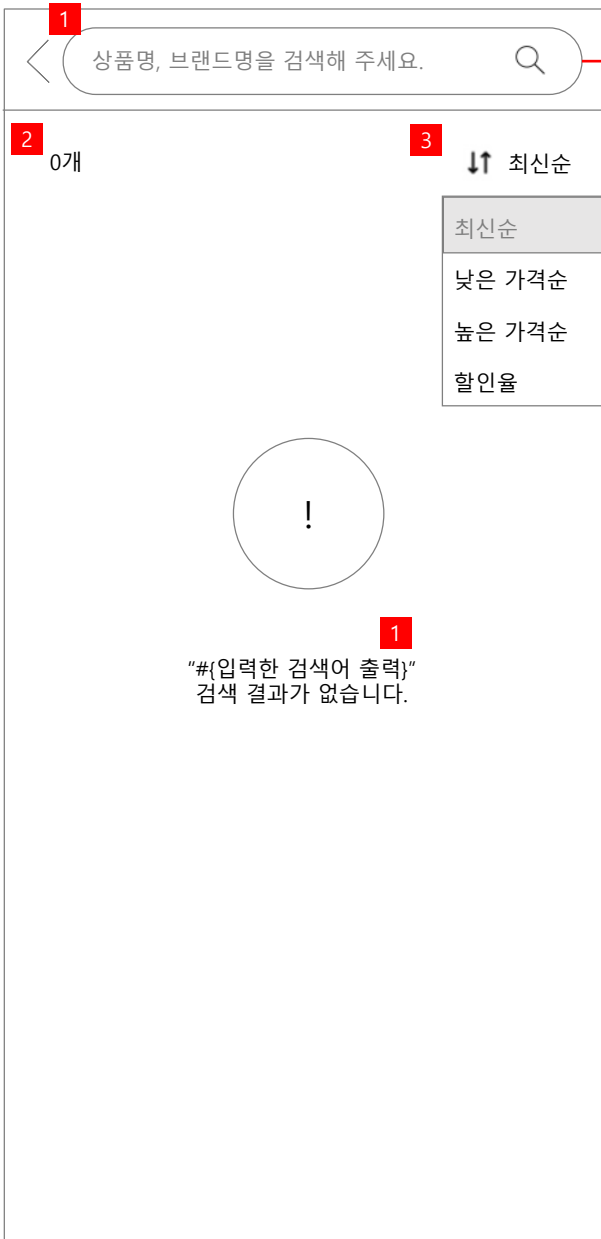 1
상품명, 브랜드명을 검색해 주세요.
2
0개
3
최신순
최신순
낮은 가격순
높은 가격순
할인율
!
1
"#{입력한 검색어 출력}"
검색 결과가 없습니다.